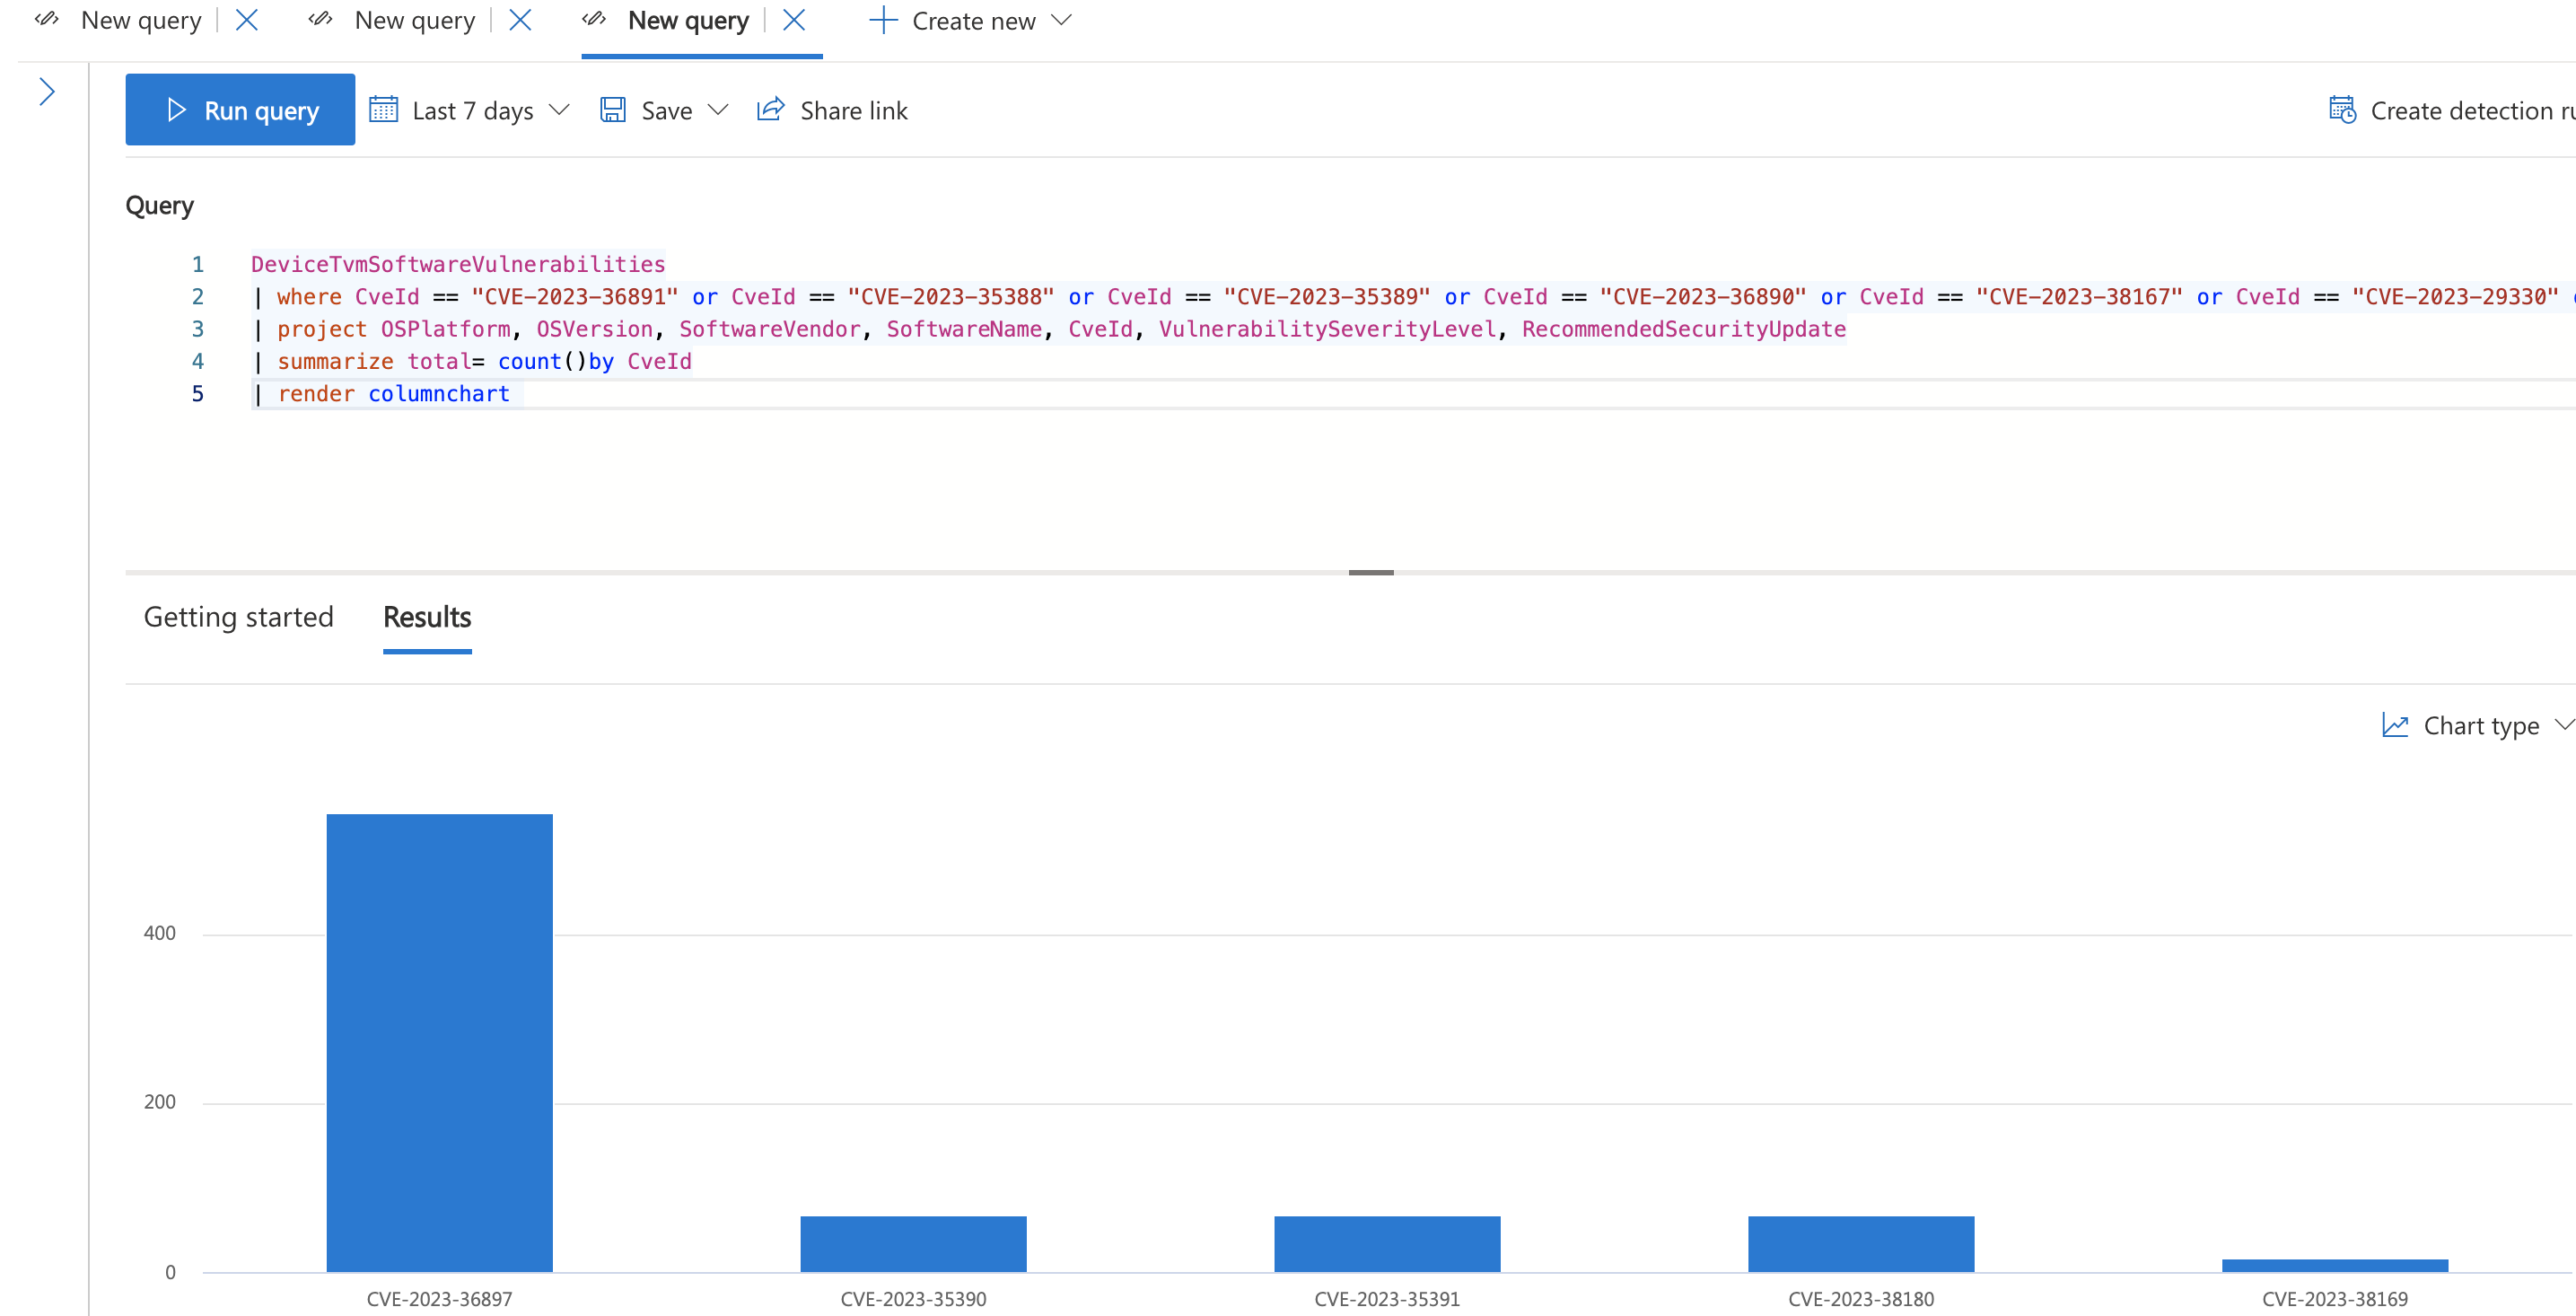 New query New query New query Create new
Run query Last 7 days Save Share link Create detection
Query
1 DeviceTvmSoftwareVulnerabilities
2 | where CveId == "CVE-2023-36891" or CveId == "CVE-2023-35388" or CveId == "CVE-2023-35389" or CveId == "CVE-2023-36890" or CveId == "CVE-2023-38167" or CveId == "CVE-2023-29330"
3 | project OSPlatform, OSVersion, SoftwareVendor, SoftwareName, CveId, VulnerabilitySeverityLevel, RecommendedSecurityUpdate
4 | summarize total= count()by CveId
5 | render columnchart
Getting started Results
Chart type
400
200
0
CVE-2023-36897 CVE-2023-35390 CVE-2023-35391 CVE-2023-38180 CVE-2023-38169